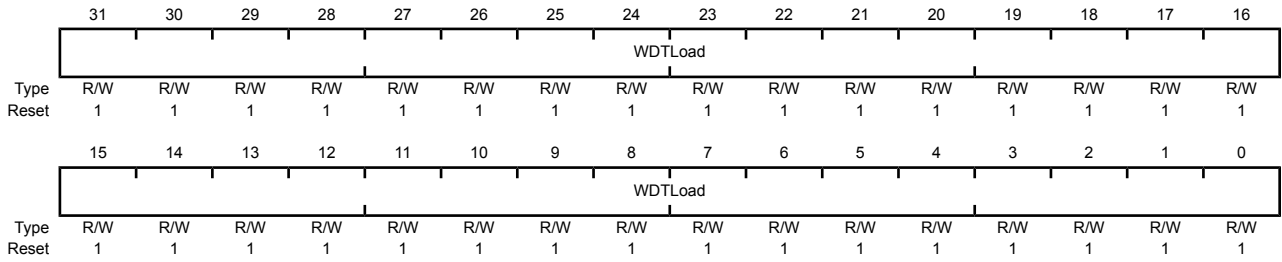 31 30 29 28 27 26 25 24 23 22 21 20 19 18 17 16
WDTLoad
Type R/W R/W R/W R/W R/W R/W R/W R/W R/W R/W R/W R/W R/W R/W R/W R/W
Reset 1 1 1 1 1 1 1 1 1 1 1 1 1 1 1 1
15 14 13 12 11 10 9 8 7 6 5 4 3 2 1 0
WDTLoad
Type R/W R/W R/W R/W R/W R/W R/W R/W R/W R/W R/W R/W R/W R/W R/W R/W
Reset 1 1 1 1 1 1 1 1 1 1 1 1 1 1 1 1